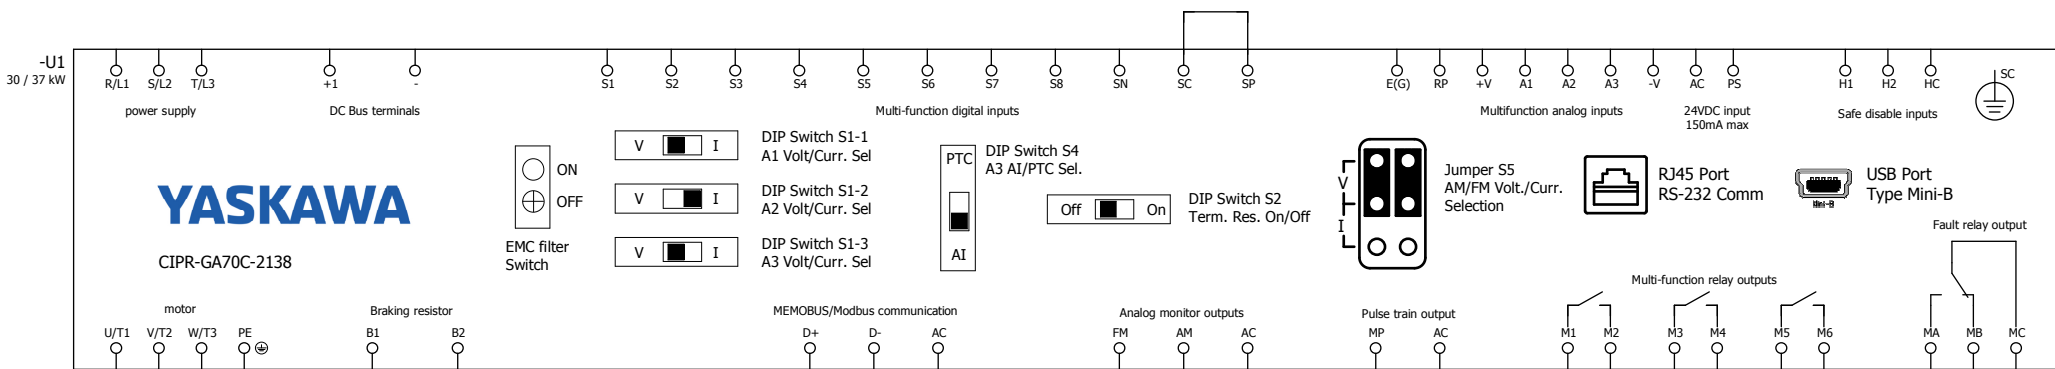 -U1
30 / 37 kW
R/L1 S/L2 T/L3 +1 - S1 S2 S3 S4 S5 S6 S7 S8 SN SC SP E(G) RP +V A1 A2 A3 -V AC PS H1 H2 HC SC
power supply
DC Bus terminals
Multi-function digital inputs
Multifunction analog inputs
24VDC input
150mA max
Safe disable inputs
YASKAWA
CIPR-GA70C-2138
ON
OFF
EMC filter
Switch
V I
DIP Switch S1-1
A1 Volt/Curr. Sel
V I
DIP Switch S1-2
A2 Volt/Curr. Sel
V I
DIP Switch S1-3
A3 Volt/Curr. Sel
PTC
AI
DIP Switch S4
A3 AI/PTC Sel.
Off On
DIP Switch S2
Term. Res. On/Off
V
I
Jumper S5
AM/FM Volt./Curr.
Selection
RJ45 Port
RS-232 Comm
Mini-B
USB Port
Type Mini-B
Fault relay output
Multi-function relay outputs
motor
Braking resistor
MEMOBUS/Modbus communication
Analog monitor outputs
Pulse train output
U/T1 V/T2 W/T3 PE B1 B2 D+ D- AC FM AM AC MP AC M1 M2 M3 M4 M5 M6 MA MB MC